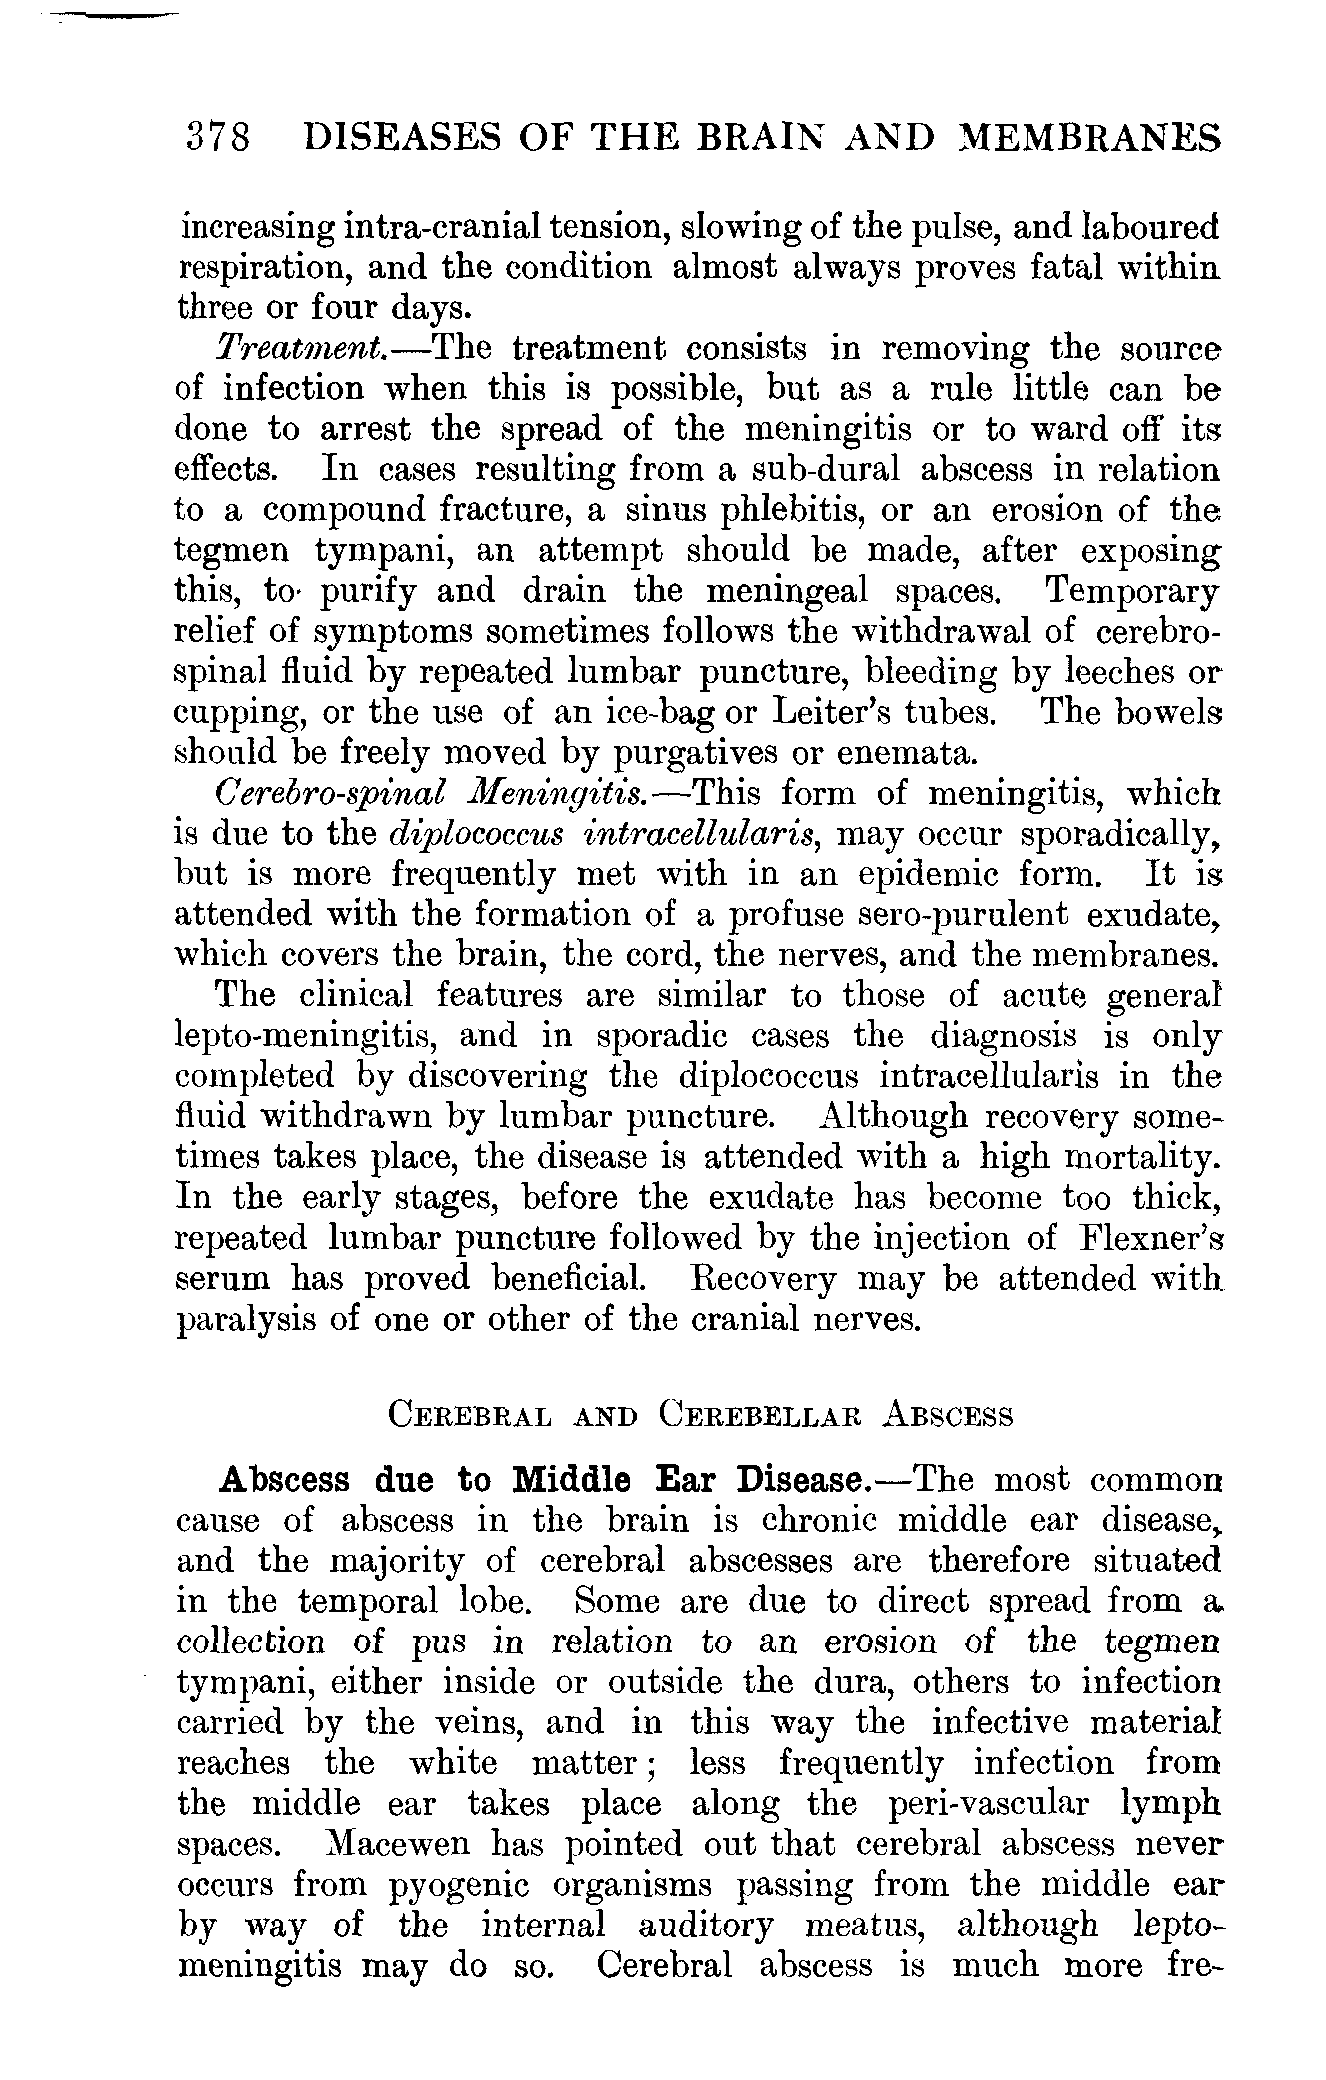 378 DISEASES OF THE BRAIN AND MEMBRANES
increasing intra-cranial tension, slowing of the pulse, and laboured
respiration, and the condition almost always proves fatal within
three or four days.
Treatment.—The treatment consists in removing the source
of infection when this is possible, but as a rule little can be
done to arrest the spread of the meningitis or to ward off its
effects. In cases resulting from a sub-dural abscess in relation
to a compound fracture, a sinus phlebitis, or an erosion of the
tegmen tympani, an attempt should be made, after exposing
this, to purify and drain the meningeal spaces. Temporary
relief of symptoms sometimes follows the withdrawal of cerebro-
spinal fluid by repeated lumbar puncture, bleeding by leeches or
cupping, or the use of an ice-bag or Leiter's tubes. The bowels
should be freely moved by purgatives or enemata.
Cerebro-spinal Meningitis.—This form of meningitis, which
is due to the diplococcus intracellularis, may occur sporadically,
but is more frequently met with in an epidemic form. It is
attended with the formation of a profuse sero-purulent exudate,
which covers the brain, the cord, the nerves, and the membranes.
The clinical features are similar to those of acute general
lepto-meningitis, and in sporadic cases the diagnosis is only
completed by discovering the diplococcus intracellularis in the
fluid withdrawn by lumbar puncture. Although recovery some-
times takes place, the disease is attended with a high mortality.
In the early stages, before the exudate has become too thick,
repeated lumbar puncture followed by the injection of Flexner's
serum has proved beneficial. Recovery may be attended with
paralysis of one or other of the cranial nerves.
CEREBRAL AND CEREBELLAR ABSCESS
Abscess due to Middle Ear Disease.—The most common
cause of abscess in the brain is chronic middle ear disease,
and the majority of cerebral abscesses are therefore situated
in the temporal lobe. Some are due to direct spread from a
collection of pus in relation to an erosion of the tegmen
tympani, either inside or outside the dura, others to infection
carried by the veins, and in this way the infective material
reaches the white matter; less frequently infection from
the middle ear takes place along the peri-vascular lymph
spaces. Macewen has pointed out that cerebral abscess never
occurs from pyogenic organisms passing from the middle ear
by way of the internal auditory meatus, although lepto-
meningitis may do so. Cerebral abscess is much more fre-